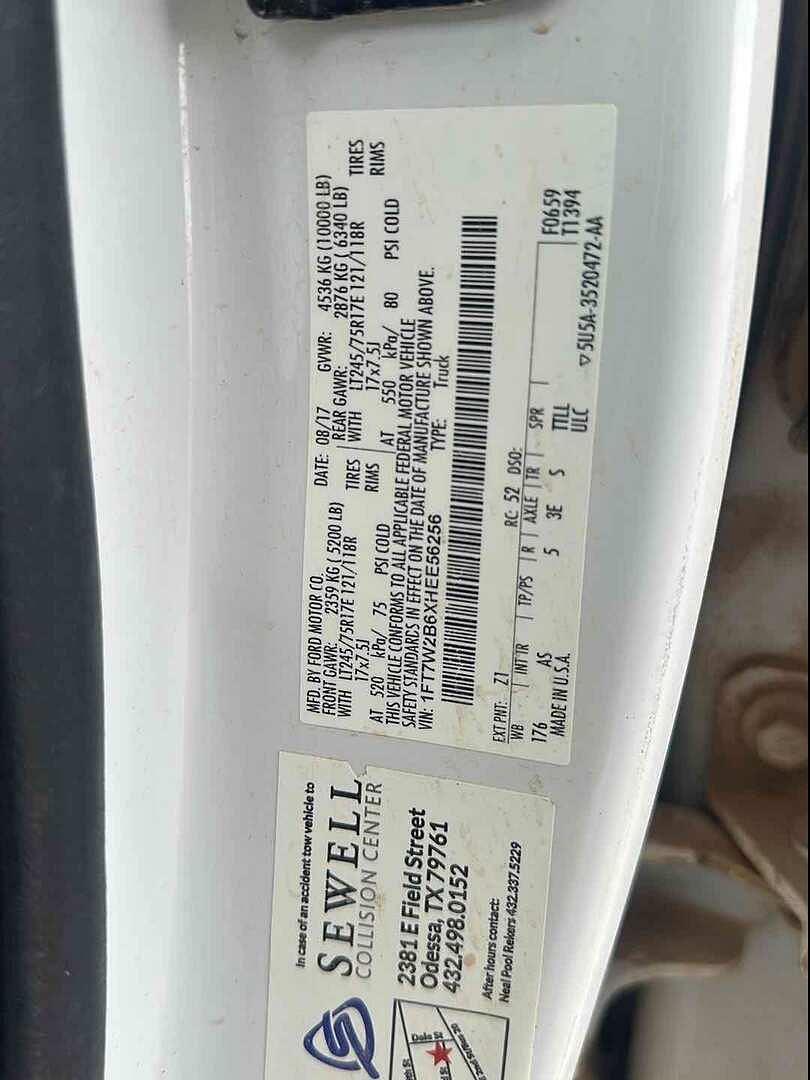 MFD. BY FORD MOTOR CO.
DATE: 08/17 GVWR: 4536 KG (10000 LB)
FRONT GAWR: 2359 KG ( 5200 LB)
REAR GAWR: 2876 KG ( 6340 LB)
WITH LT245/75R17E 121/118R TIRES
WITH LT245/75R17E 121/118R TIRES
17x7.5J RIMS
17x7.5J RIMS
AT 520 kPa/ 75 PSI COLD
AT 550 kPa/ 80 PSI COLD
THIS VEHICLE CONFORMS TO ALL APPLICABLE FEDERAL MOTOR VEHICLE
SAFETY STANDARDS IN EFFECT ON THE DATE OF MANUFACTURE SHOWN ABOVE.
VIN: 1FT7W2B6XHEE56256
TYPE: Truck
EXT PNT: Z1 RC: 52 DSO:
WB INT TR TP/PS R AXLE TR SPR F0659
176 AS 5 3E S T1394
MADE IN U.S.A. TTLL
ULC ▽5U5A-3520472-AA
In case of an accident tow vehicle to
SEWELL
COLLISION CENTER
2381 E Field Street
Odessa, TX 79761
432.498.0152
After hours contact:
Neal Pool Rekers 432.337.5229